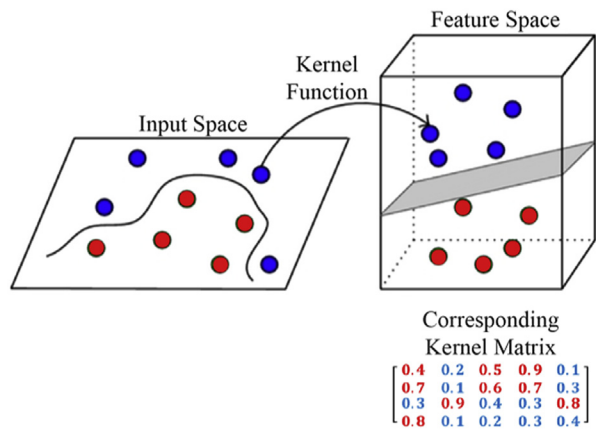 Feature Space
Kernel
Function
Input Space
Corresponding
Kernel Matrix
0.4 0.2 0.5 0.9 0.1
0.7 0.1 0.6 0.7 0.3
0.3 0.9 0.4 0.3 0.8
0.8 0.1 0.2 0.3 0.4